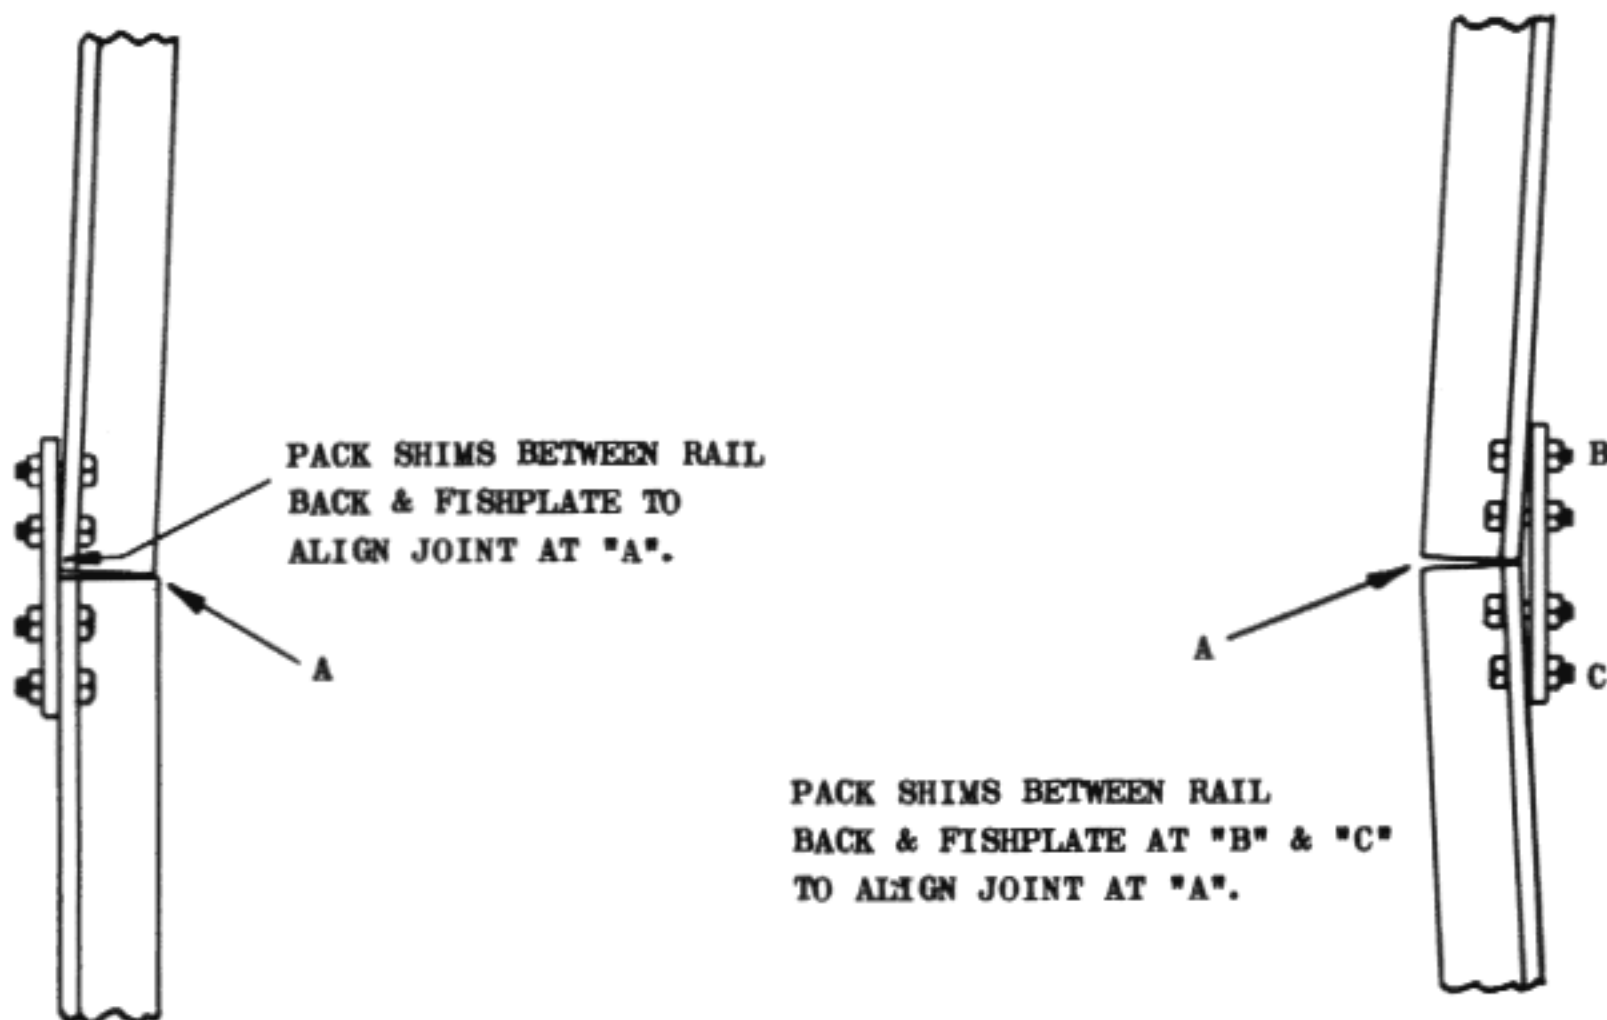 PACK SHIMS BETWEEN RAIL
BACK & FISHPLATE TO
ALIGN JOINT AT "A".
A
B
A
C
PACK SHIMS BETWEEN RAIL
BACK & FISHPLATE AT "B" & "C"
TO ALIGN JOINT AT "A".